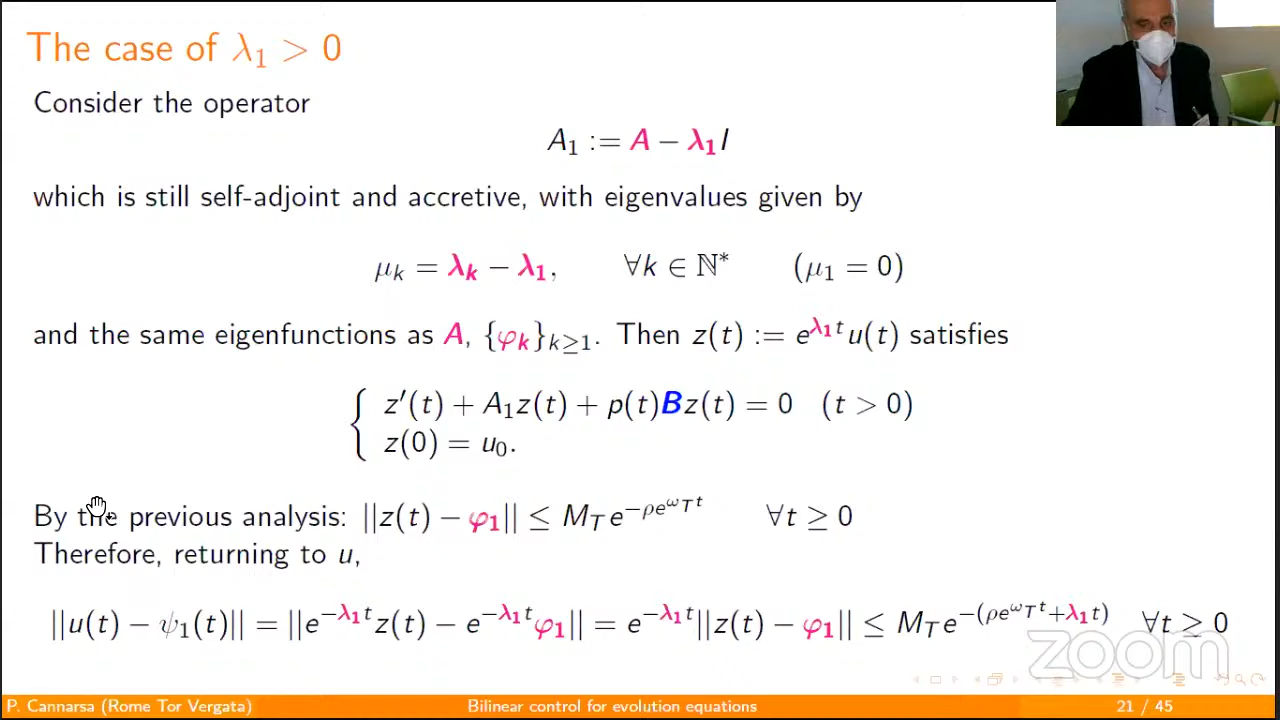 The case of λ₁ > 0
Consider the operator
A₁ := A − λ₁I
which is still self-adjoint and accretive, with eigenvalues given by
μₖ = λₖ − λ₁, ∀k ∈ ℕ* (μ₁ = 0)
and the same eigenfunctions as A, {φₖ}ₖ≥₁. Then z(t) := e^{λ₁t}u(t) satisfies
z′(t) + A₁z(t) + p(t)Bz(t) = 0 (t > 0)
z(0) = u₀.
By the previous analysis: ||z(t) − φ₁|| ≤ M_T e^{−ρe^{ω_T t}} ∀t ≥ 0
Therefore, returning to u,
||u(t) − ψ₁(t)|| = ||e^{−λ₁t}z(t) − e^{−λ₁t}φ₁|| = e^{−λ₁t}||z(t) − φ₁|| ≤ M_T e^{−(ρe^{ω_T t}+λ₁t)} ∀t ≥ 0
zoom
P. Cannarsa (Rome Tor Vergata) Bilinear control for evolution equations 21 / 45